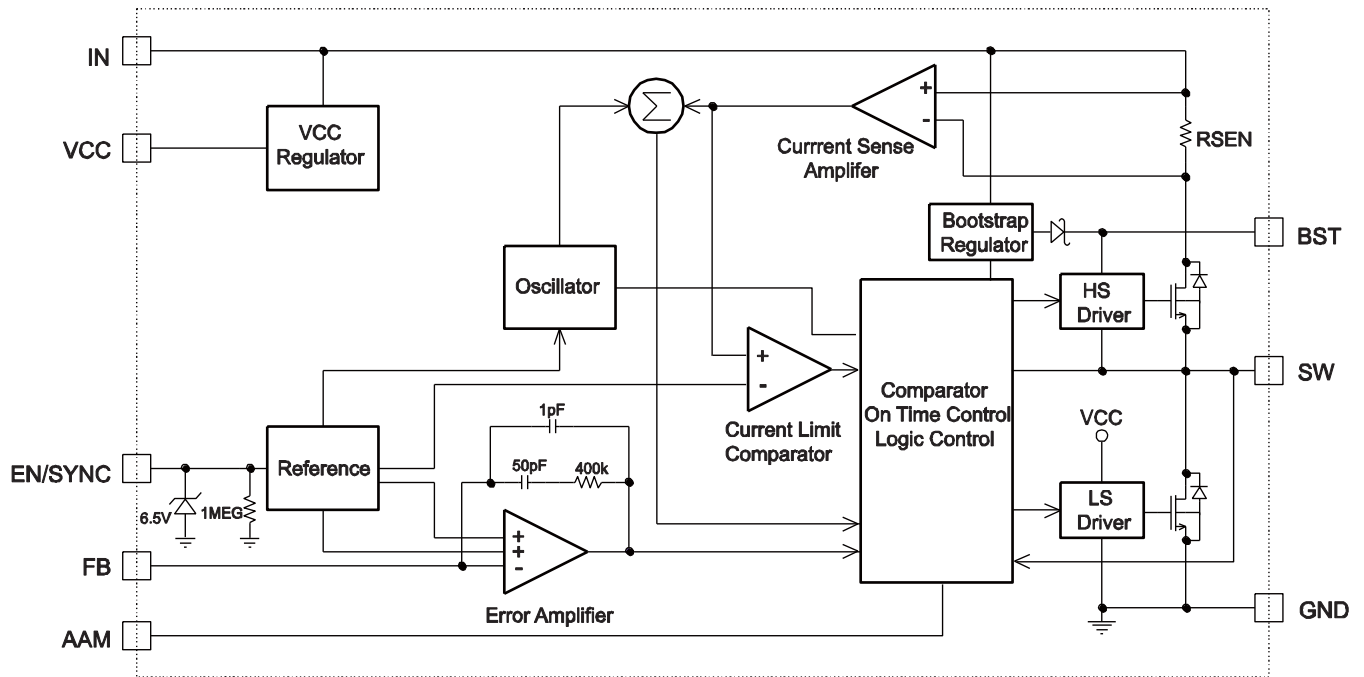 IN
VCC
VCC
Regulator
Σ
+
-
Currrent Sense
Amplifer
RSEN
Bootstrap
Regulator
BST
Oscillator
HS
Driver
+
-
Current Limit
Comparator
Comparator
On Time Control
Logic Control
SW
VCC
1pF
50pF
400k
EN/SYNC
Reference
6.5V
1MEG
LS
Driver
+
+
-
Error Amplifier
FB
GND
AAM